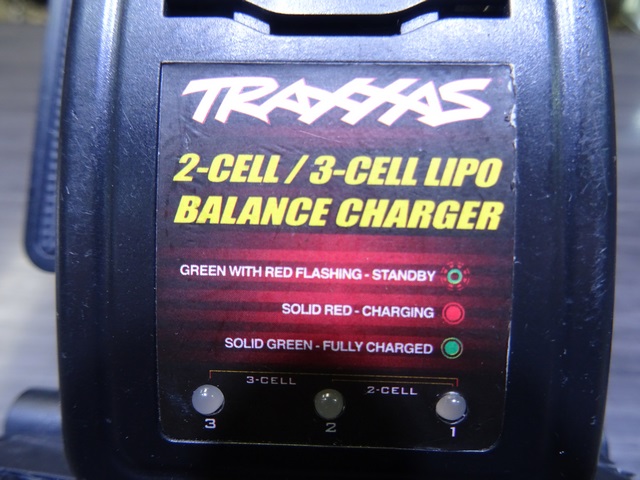 TRAXXAS
2-CELL / 3-CELL LIPO
BALANCE CHARGER
GREEN WITH RED FLASHING - STANDBY
SOLID RED - CHARGING
SOLID GREEN - FULLY CHARGED
3-CELL
2-CELL
3 2 1